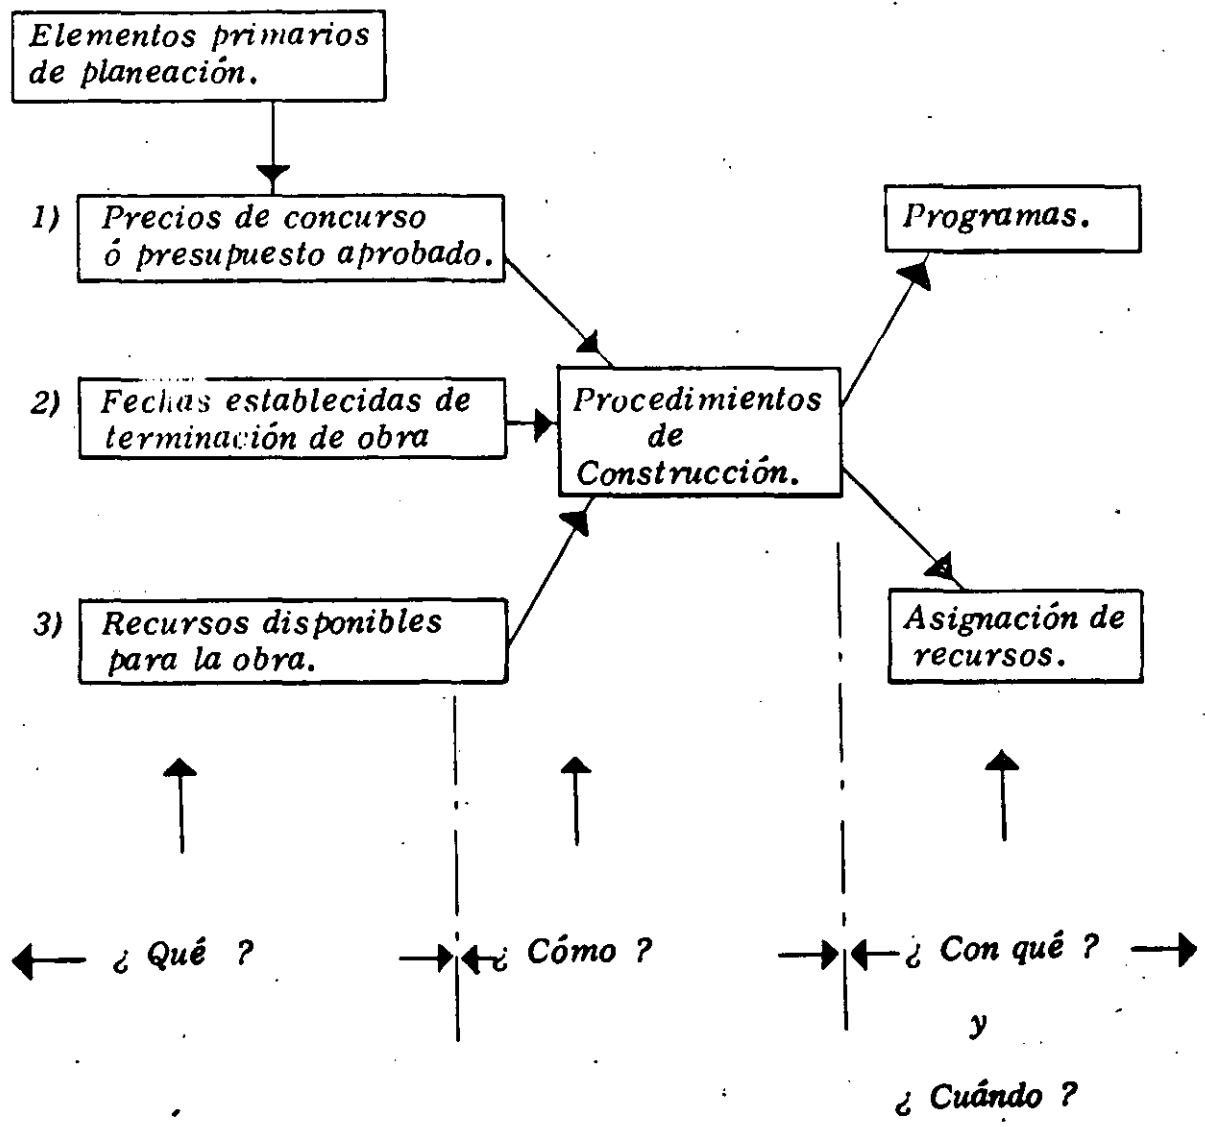 Elementos primarios
de planeación.
1) Precios de concurso
ó presupuesto aprobado.
Programas.
2) Fechas establecidas de
terminación de obra
Procedimientos
de
Construcción.
3) Recursos disponibles
para la obra.
Asignación de
recursos.
¿ Qué ?
¿ Cómo ?
¿ Con qué ?
y
¿ Cuándo ?